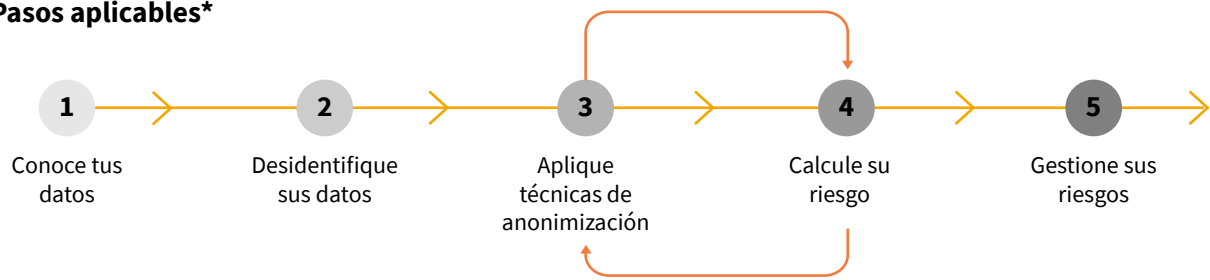 Pasos aplicables*
1
2
3
4
5
Conoce tus
datos
Desidentifique
sus datos
Aplique
técnicas de
anonimización
Calcule su
riesgo
Gestione sus
riesgos